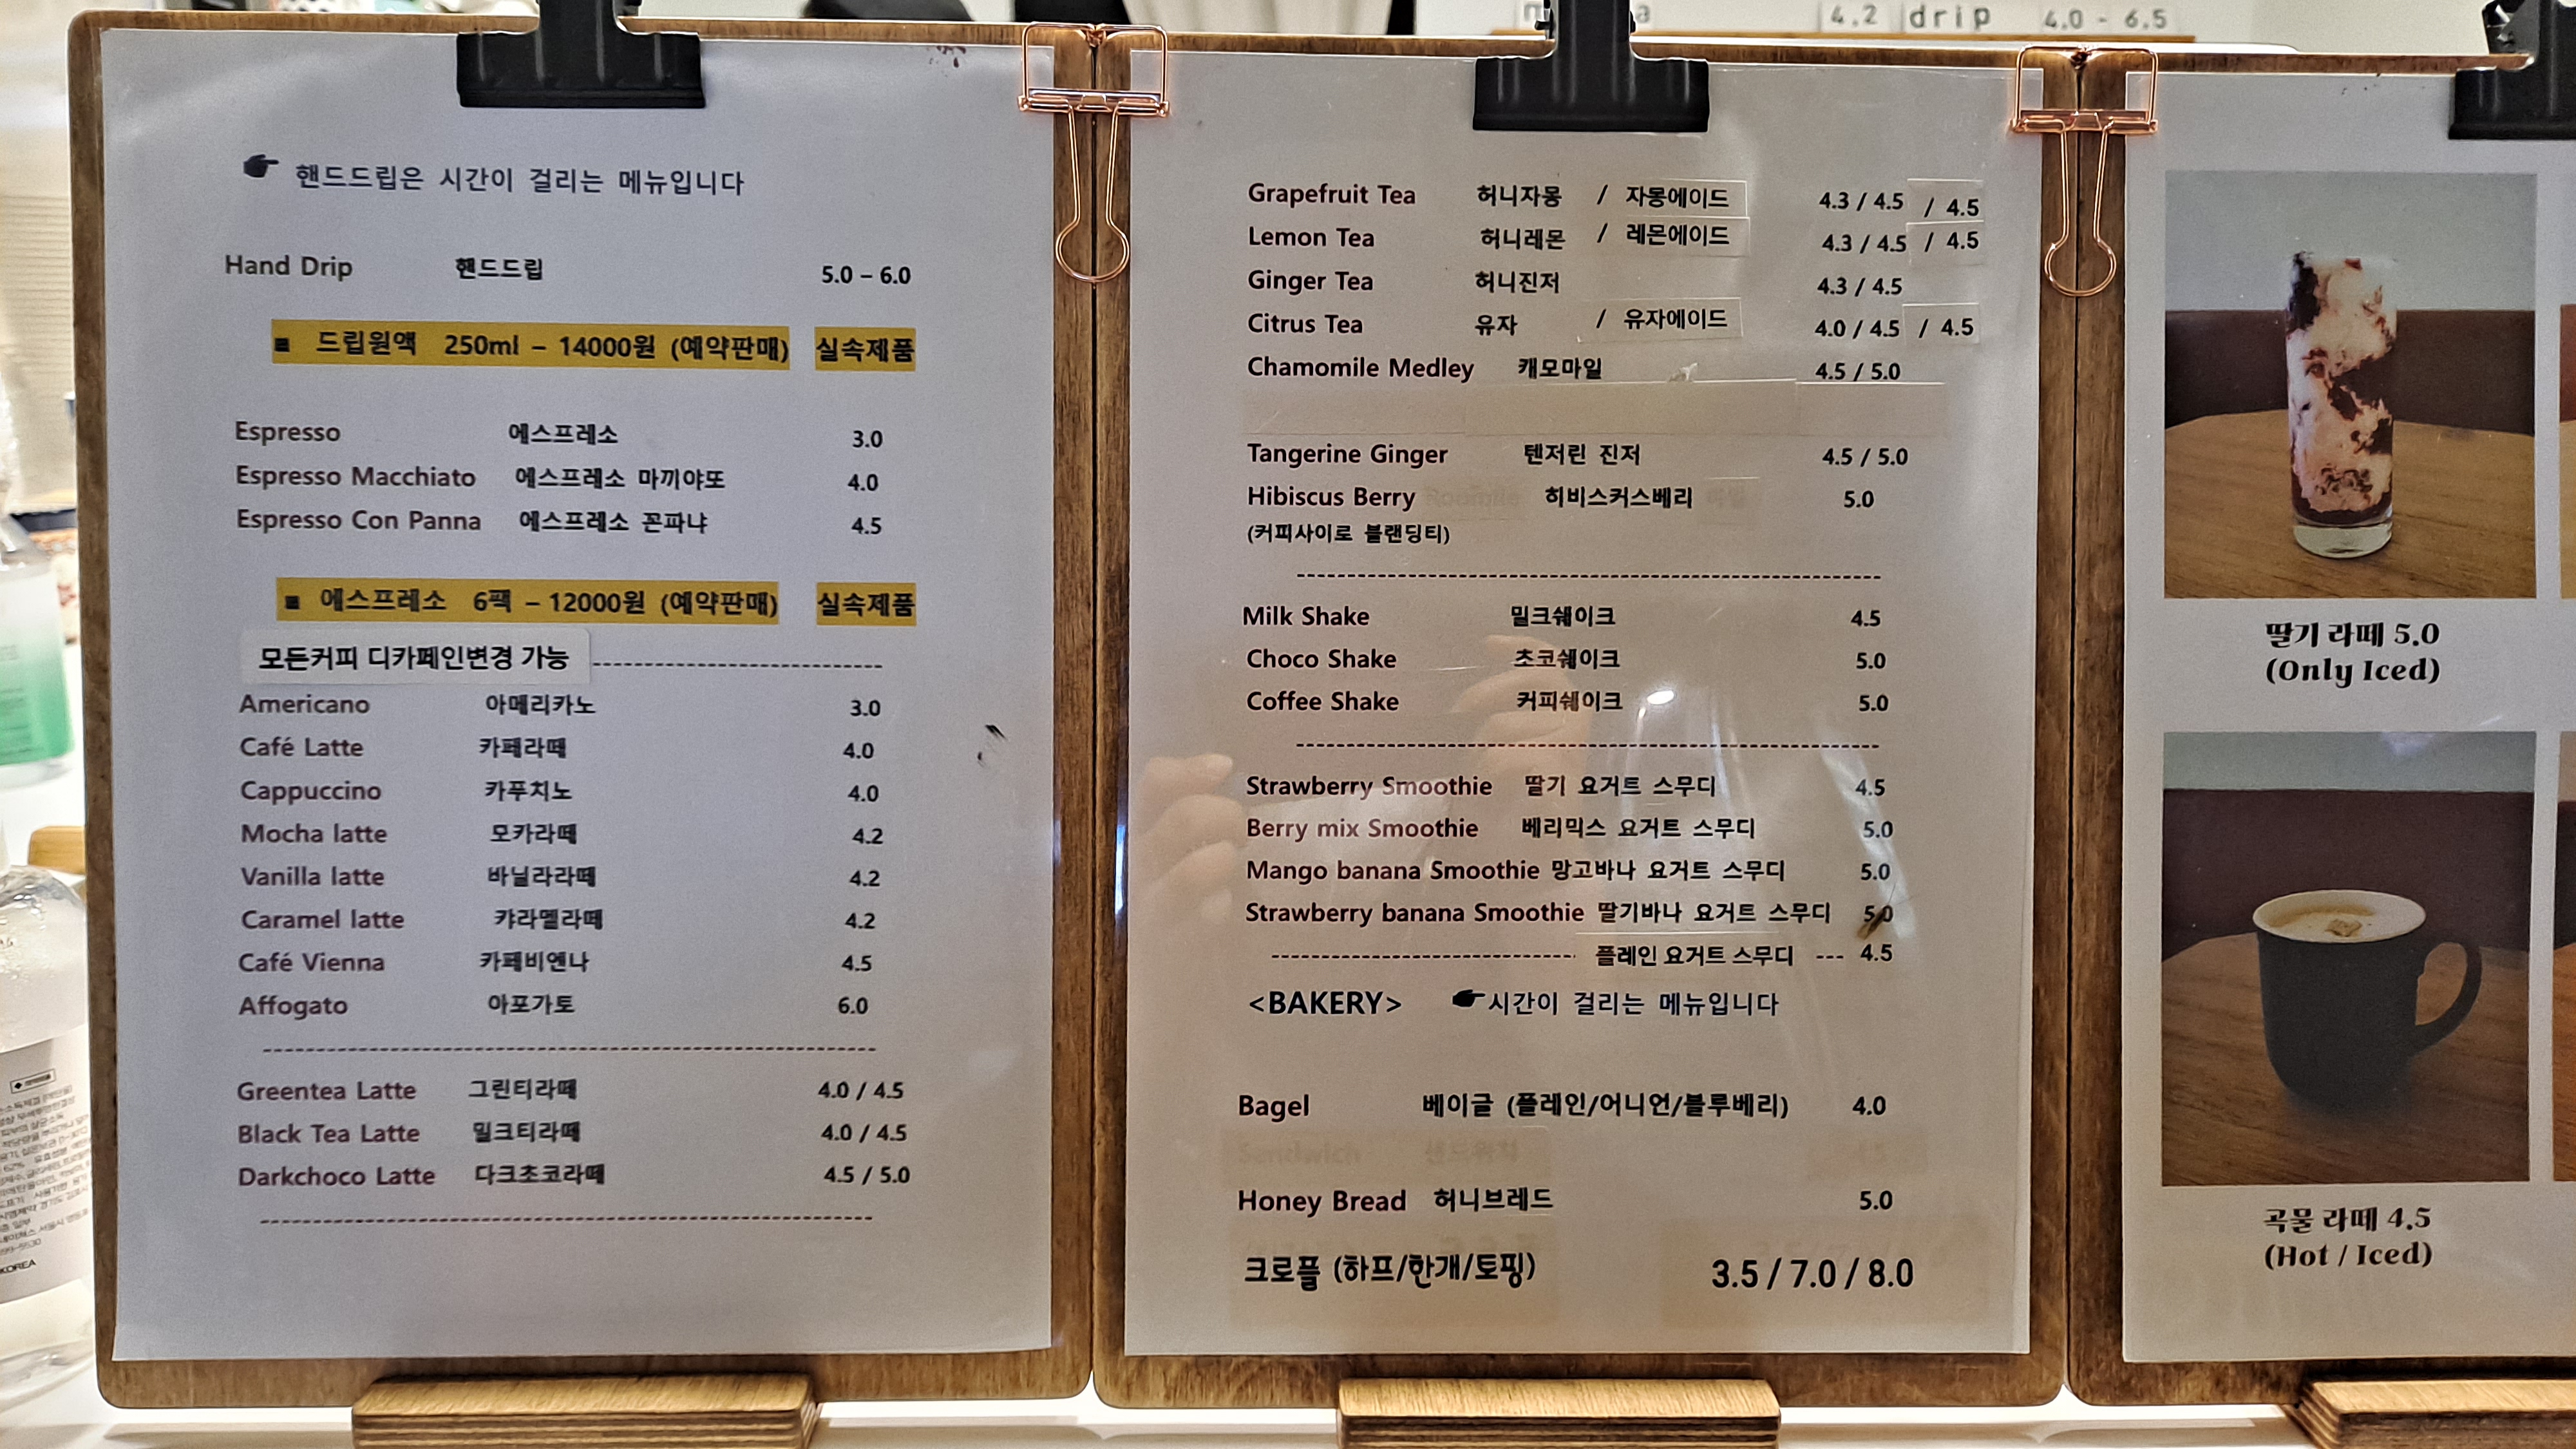 4.2 drip 4.0 - 6.5
☛ 핸드드립은 시간이 걸리는 메뉴입니다
Hand Drip 핸드드립 5.0 – 6.0
■ 드립원액 250ml – 14000원 (예약판매) 실속제품
Espresso 에스프레소 3.0
Espresso Macchiato 에스프레소 마끼야또 4.0
Espresso Con Panna 에스프레소 꼰파냐 4.5
■ 에스프레소 6팩 – 12000원 (예약판매) 실속제품
모든커피 디카페인변경 가능 ------------------------------
Americano 아메리카노 3.0
Café Latte 카페라떼 4.0
Cappuccino 카푸치노 4.0
Mocha latte 모카라떼 4.2
Vanilla latte 바닐라라떼 4.2
Caramel latte 캬라멜라떼 4.2
Café Vienna 카페비엔나 4.5
Affogato 아포가토 6.0
Greentea Latte 그린티라떼 4.0 / 4.5
Black Tea Latte 밀크티라떼 4.0 / 4.5
Darkchoco Latte 다크초코라떼 4.5 / 5.0
Grapefruit Tea 허니자몽 / 자몽에이드 4.3 / 4.5 / 4.5
Lemon Tea 허니레몬 / 레몬에이드 4.3 / 4.5 / 4.5
Ginger Tea 허니진저 4.3 / 4.5
Citrus Tea 유자 / 유자에이드 4.0 / 4.5 / 4.5
Chamomile Medley 캐모마일 4.5 / 5.0
Tangerine Ginger 텐저린 진저 4.5 / 5.0
Hibiscus Berry 히비스커스베리 5.0
(커피사이로 블랜딩티)
Milk Shake 밀크쉐이크 4.5
Choco Shake 초코쉐이크 5.0
Coffee Shake 커피쉐이크 5.0
Strawberry Smoothie 딸기 요거트 스무디 4.5
Berry mix Smoothie 베리믹스 요거트 스무디 5.0
Mango banana Smoothie 망고바나 요거트 스무디 5.0
Strawberry banana Smoothie 딸기바나 요거트 스무디 5.0
------------------------------ 플레인 요거트 스무디 --- 4.5
<BAKERY> ☛시간이 걸리는 메뉴입니다
Bagel 베이글 (플레인/어니언/블루베리) 4.0
Sendwich 샌드위치
Honey Bread 허니브레드 5.0
크로플 (하프/한개/토핑) 3.5 / 7.0 / 8.0
딸기 라떼 5.0
(Only Iced)
곡물 라떼 4.5
(Hot / Iced)
KOREA